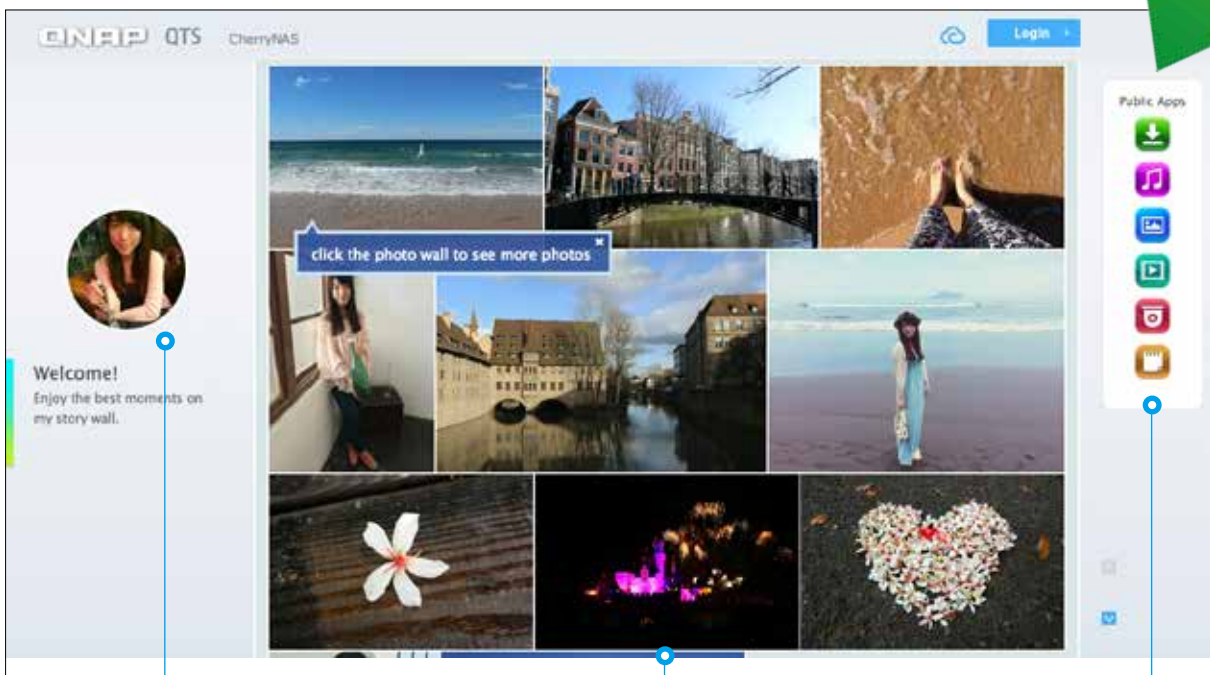 QNAP QTS CherryNAS
Login
Public Apps
click the photo wall to see more photos
Welcome!
Enjoy the best moments on
my story wall.